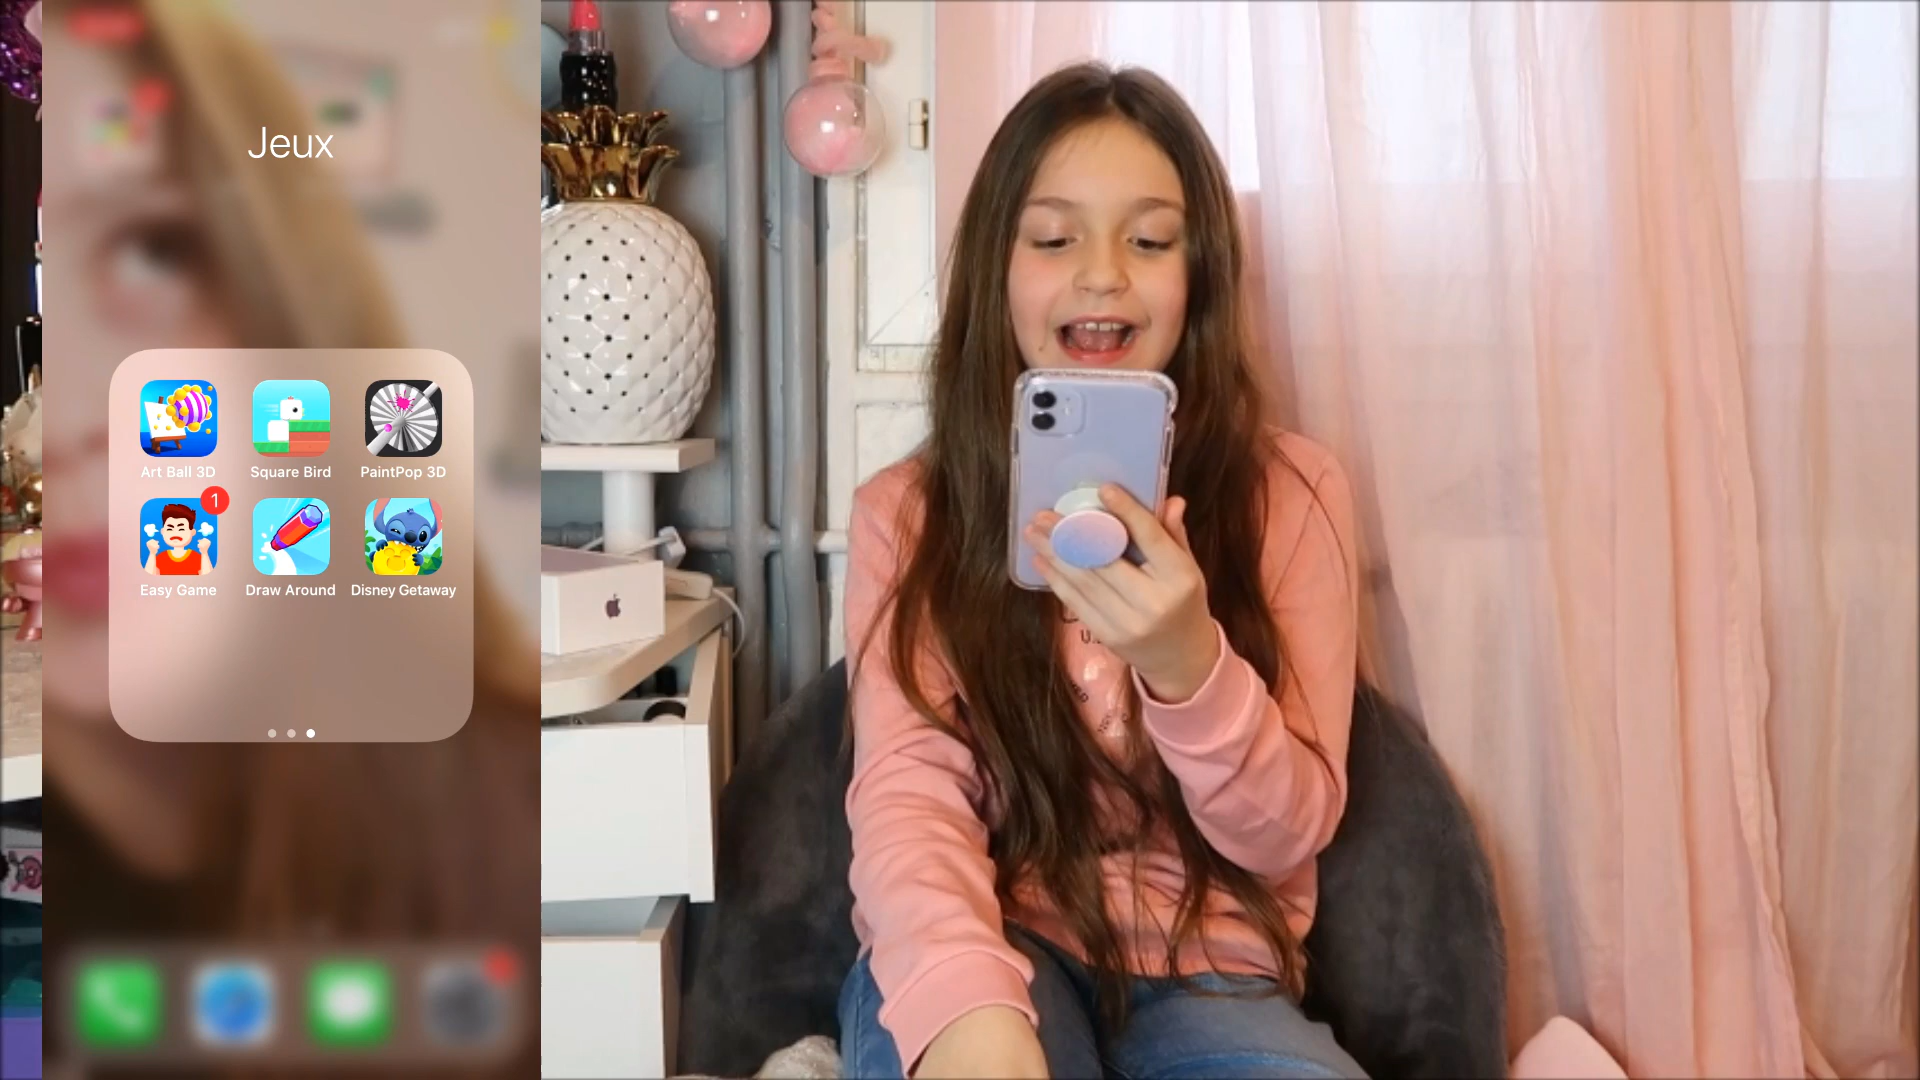 Jeux
Art Ball 3D
Square Bird
PaintPop 3D
1
Easy Game
Draw Around
Disney Getaway